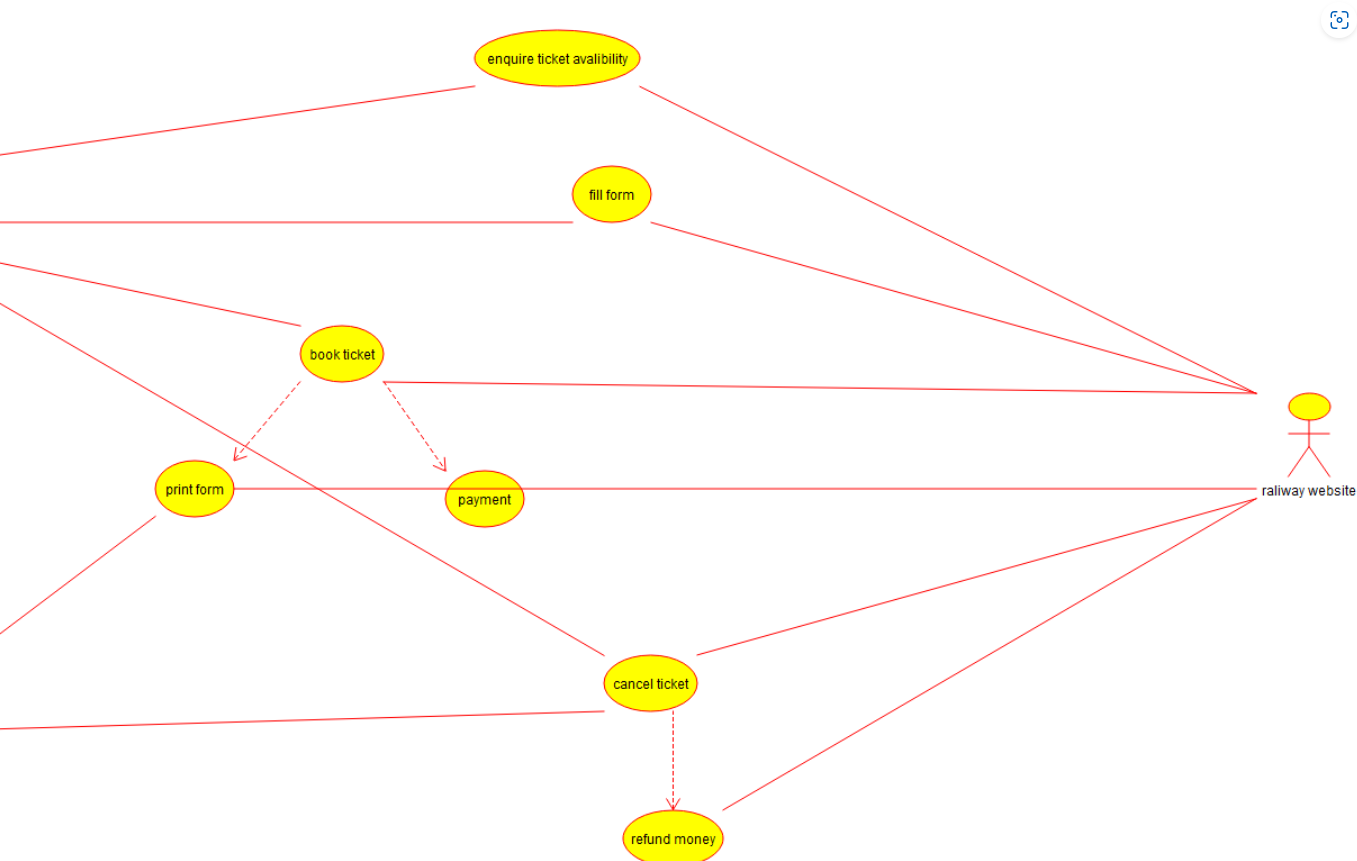 enquire ticket avalibility
fill form
book ticket
print form
payment
raliway website
cancel ticket
refund money